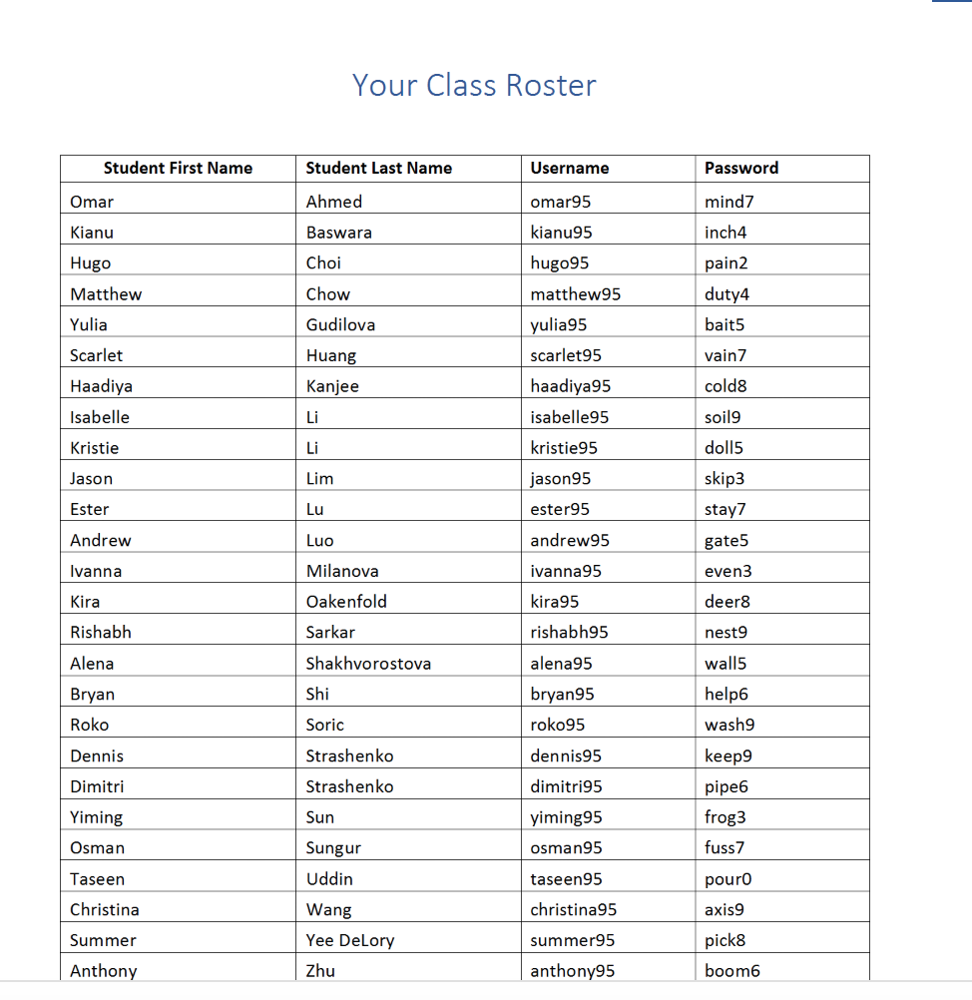 Your Class Roster
Student First Name Student Last Name Username Password
Omar Ahmed omar95 mind7
Kianu Baswara kianu95 inch4
Hugo Choi hugo95 pain2
Matthew Chow matthew95 duty4
Yulia Gudilova yulia95 bait5
Scarlet Huang scarlet95 vain7
Haadiya Kanjee haadiya95 cold8
Isabelle Li isabelle95 soil9
Kristie Li kristie95 doll5
Jason Lim jason95 skip3
Ester Lu ester95 stay7
Andrew Luo andrew95 gate5
Ivanna Milanova ivanna95 even3
Kira Oakenfold kira95 deer8
Rishabh Sarkar rishabh95 nest9
Alena Shakhvorostova alena95 wall5
Bryan Shi bryan95 help6
Roko Soric roko95 wash9
Dennis Strashenko dennis95 keep9
Dimitri Strashenko dimitri95 pipe6
Yiming Sun yiming95 frog3
Osman Sungur osman95 fuss7
Taseen Uddin taseen95 pour0
Christina Wang christina95 axis9
Summer Yee DeLory summer95 pick8
Anthony Zhu anthony95 boom6